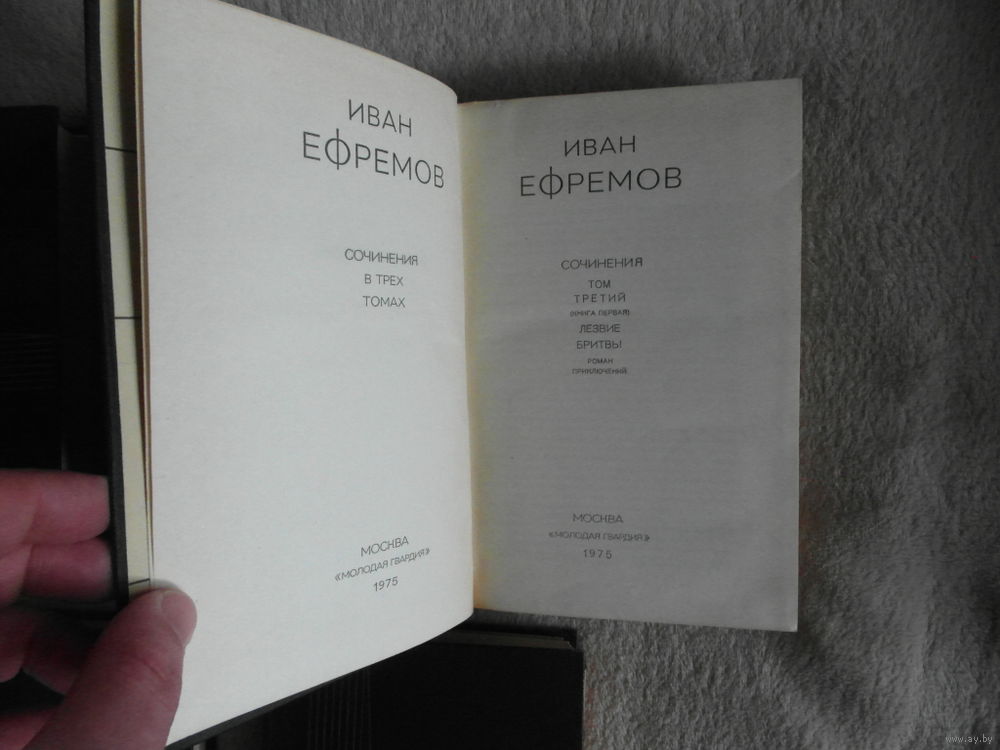 ИВАН
ЕФРЕМОВ
СОЧИНЕНИЯ
В ТРЕХ
ТОМАХ
МОСКВА
«МОЛОДАЯ ГВАРДИЯ»
1975
ИВАН
ЕФРЕМОВ
СОЧИНЕНИЯ
ТОМ
ТРЕТИЙ
(КНИГА ПЕРВАЯ)
ЛЕЗВИЕ
БРИТВЫ
РОМАН
ПРИКЛЮЧЕНИЙ
МОСКВА
«МОЛОДАЯ ГВАРДИЯ»
1975
www.ay.by